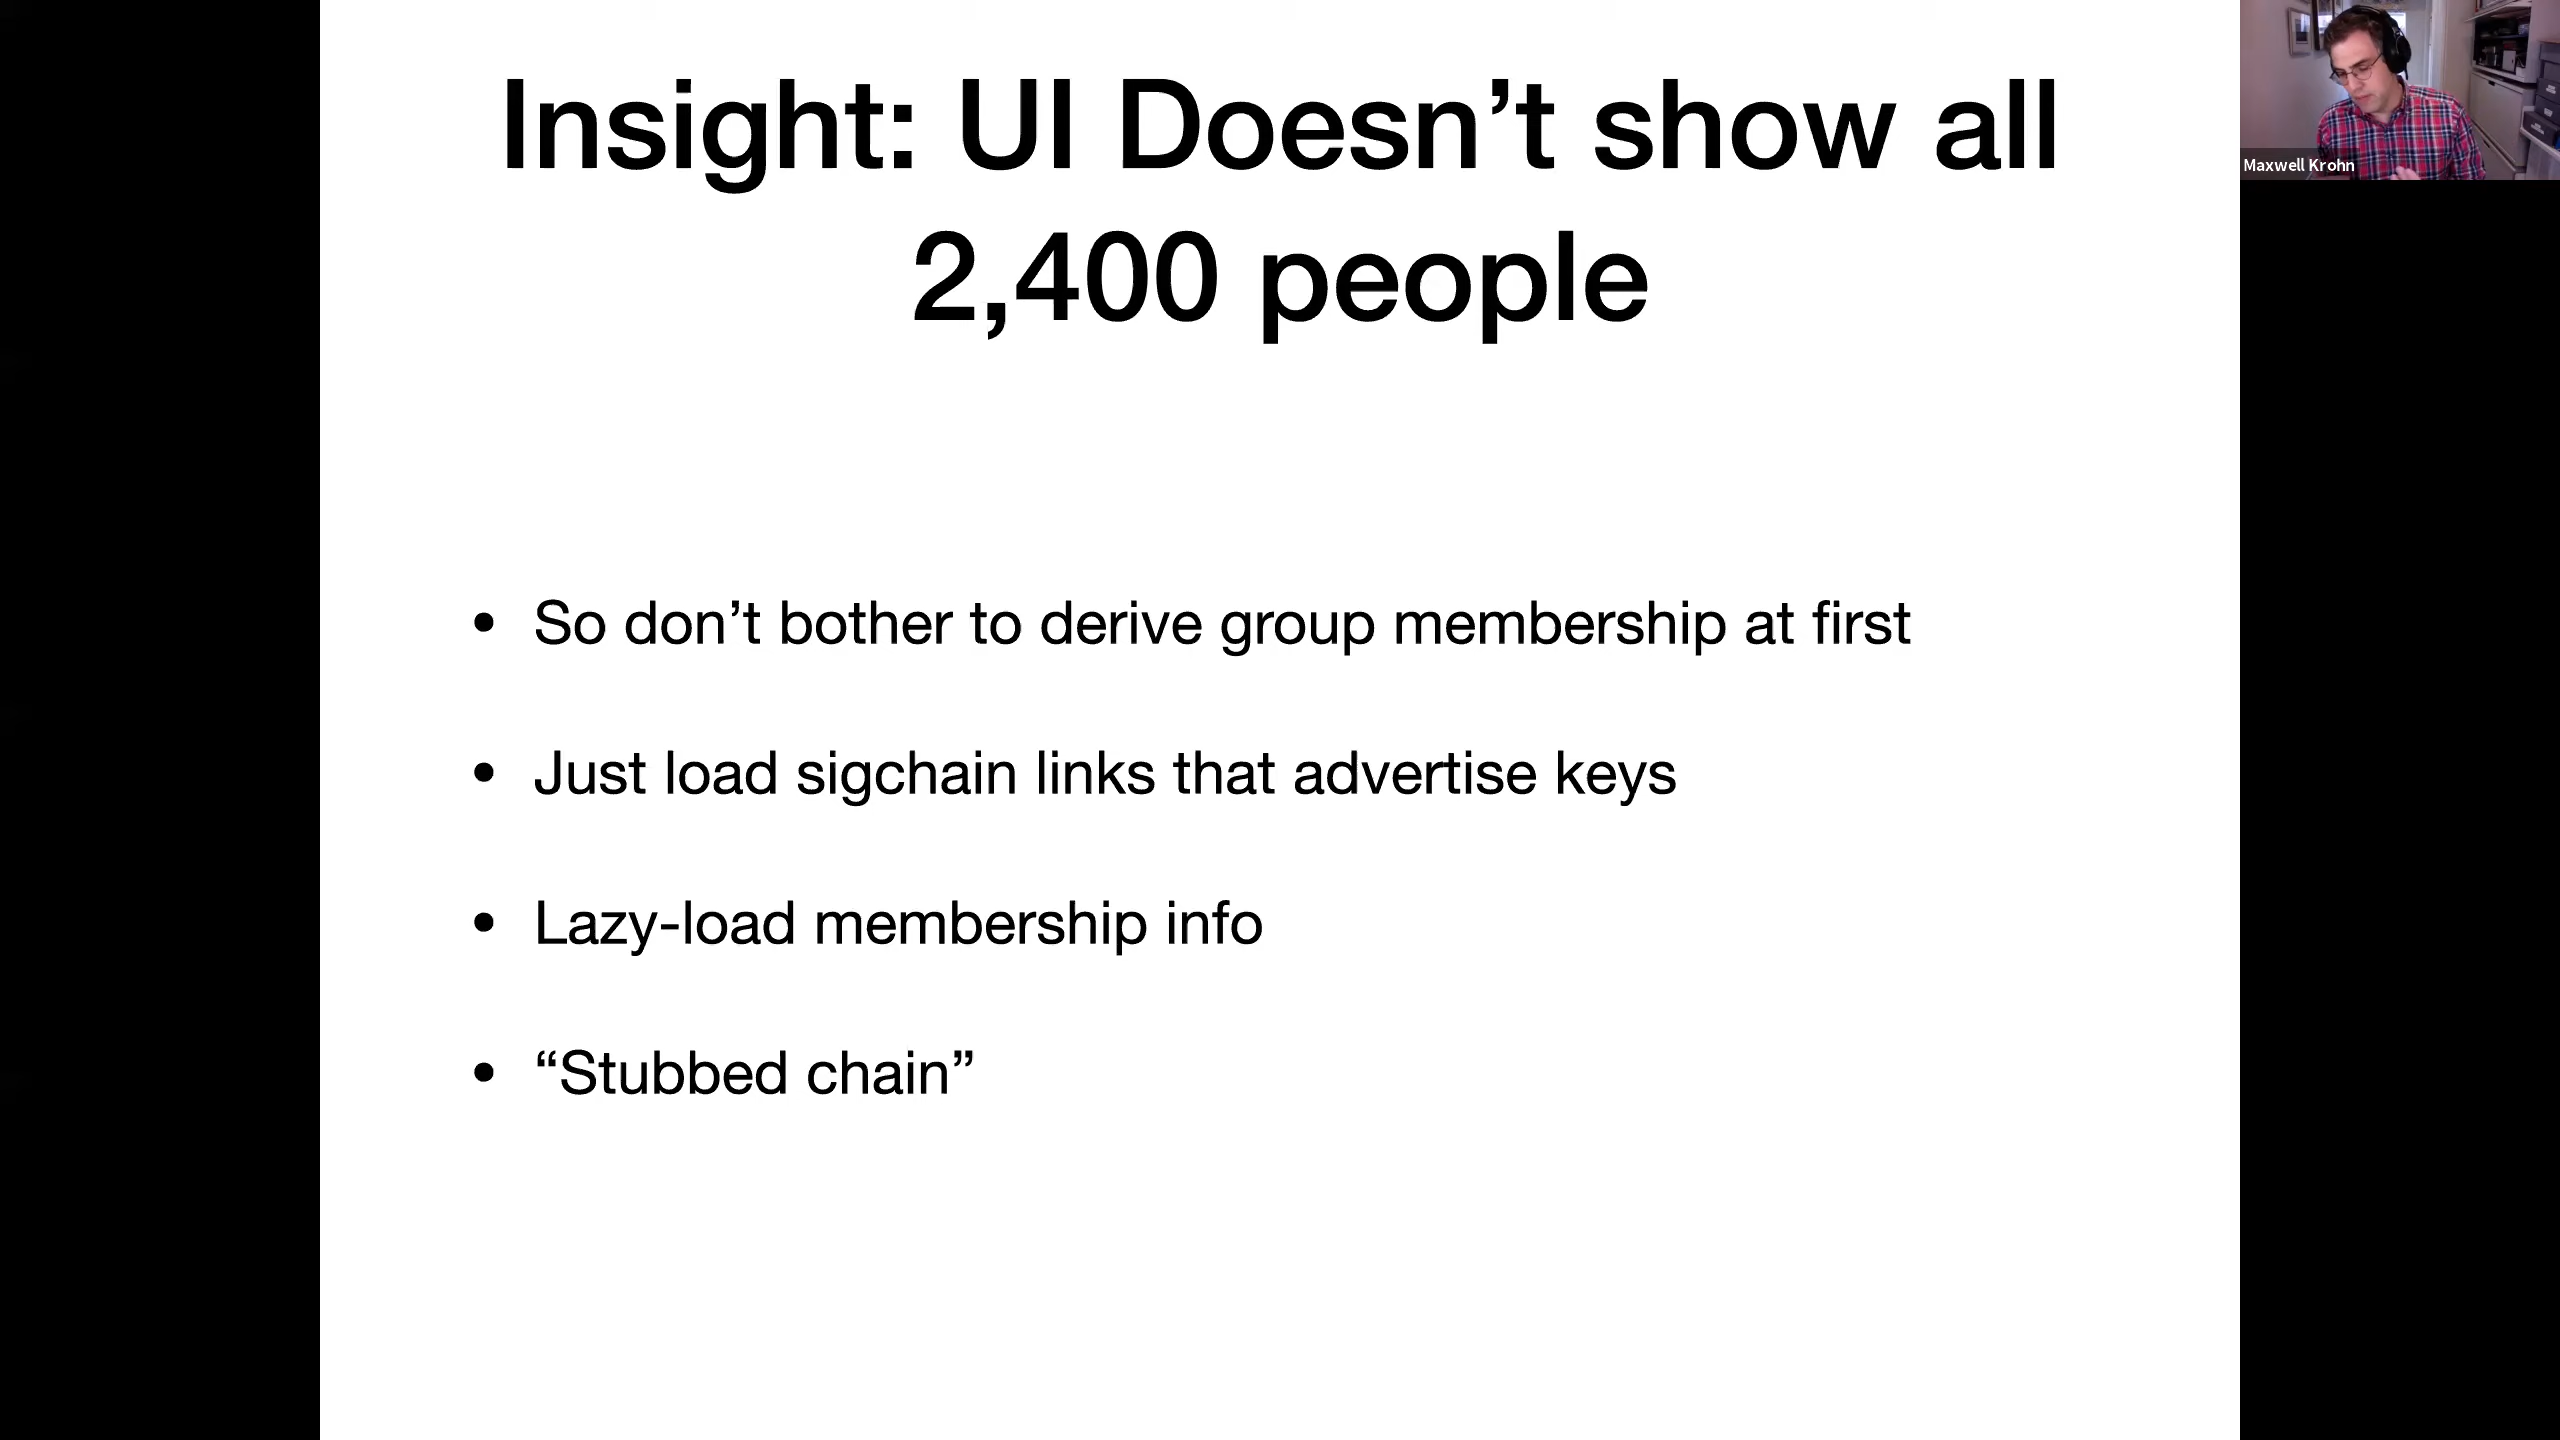 Insight: UI Doesn’t show all
2,400 people
Maxwell Krohn
• So don’t bother to derive group membership at first
• Just load sigchain links that advertise keys
• Lazy-load membership info
• “Stubbed chain”